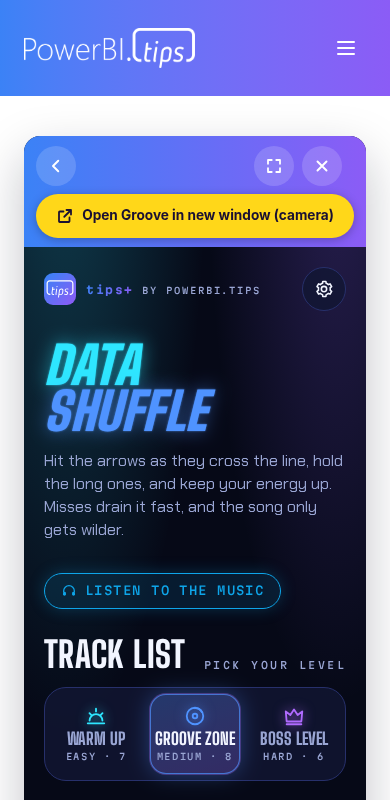 PowerBI.tips
Open Groove in new window (camera)
tips tips+ BY POWERBI.TIPS
DATA
SHUFFLE
Hit the arrows as they cross the line, hold
the long ones, and keep your energy up.
Misses drain it fast, and the song only
gets wilder.
LISTEN TO THE MUSIC
TRACK LIST PICK YOUR LEVEL
WARM UP GROOVE ZONE BOSS LEVEL
EASY · 7 MEDIUM · 8 HARD · 6